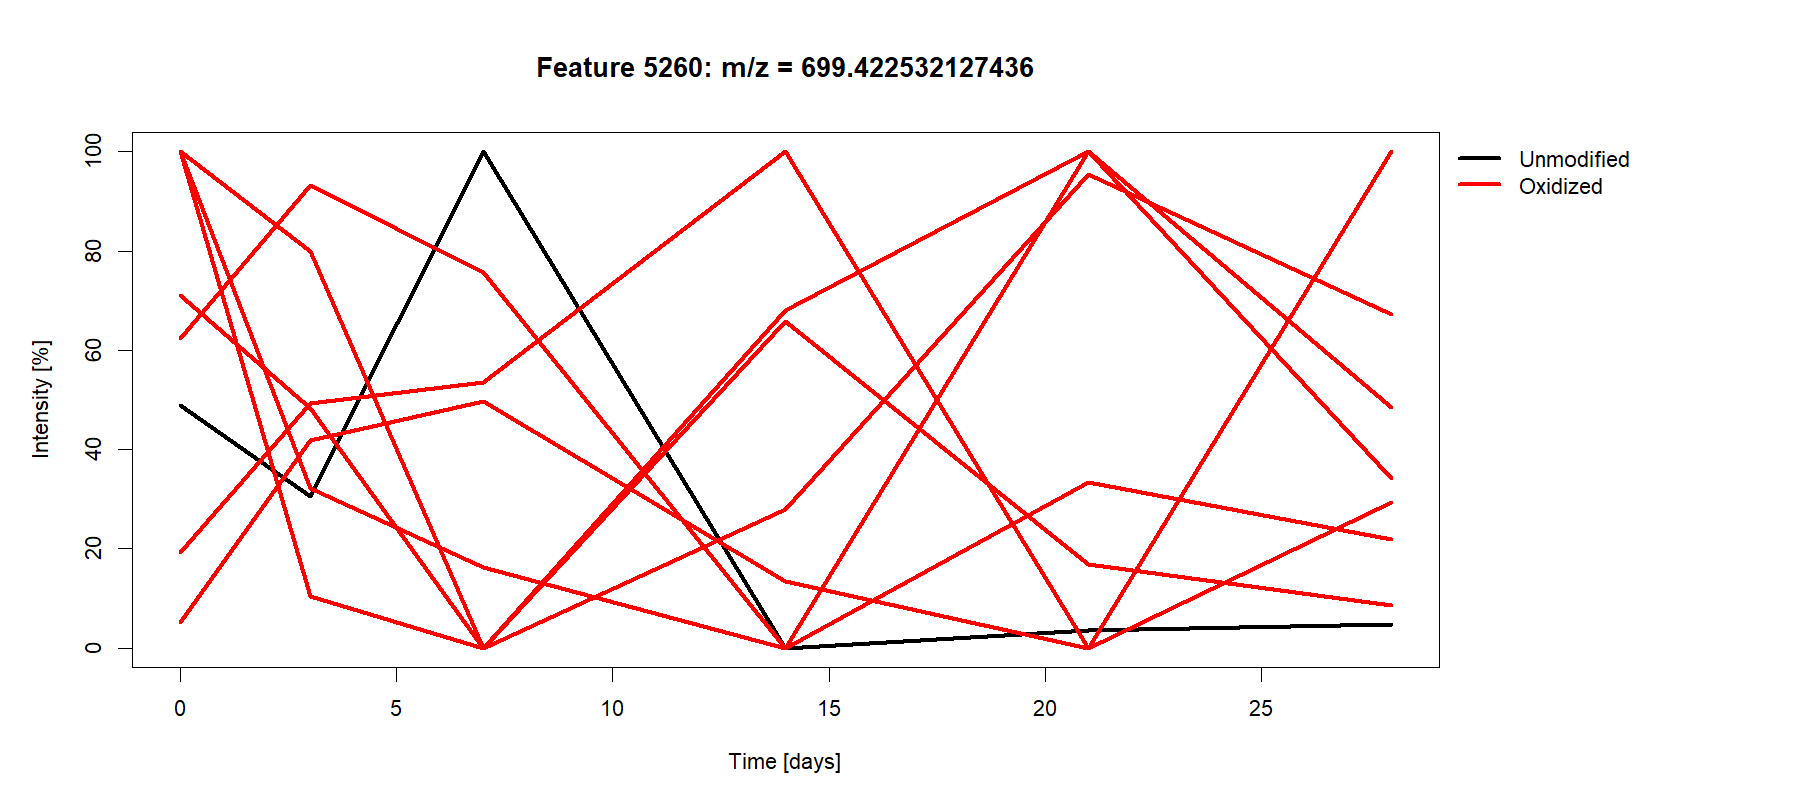 Feature 5260: m/z = 699.422532127436
Unmodified
Oxidized
Intensity [%]
100
80
60
40
20
0
0 5 10 15 20 25
Time [days]